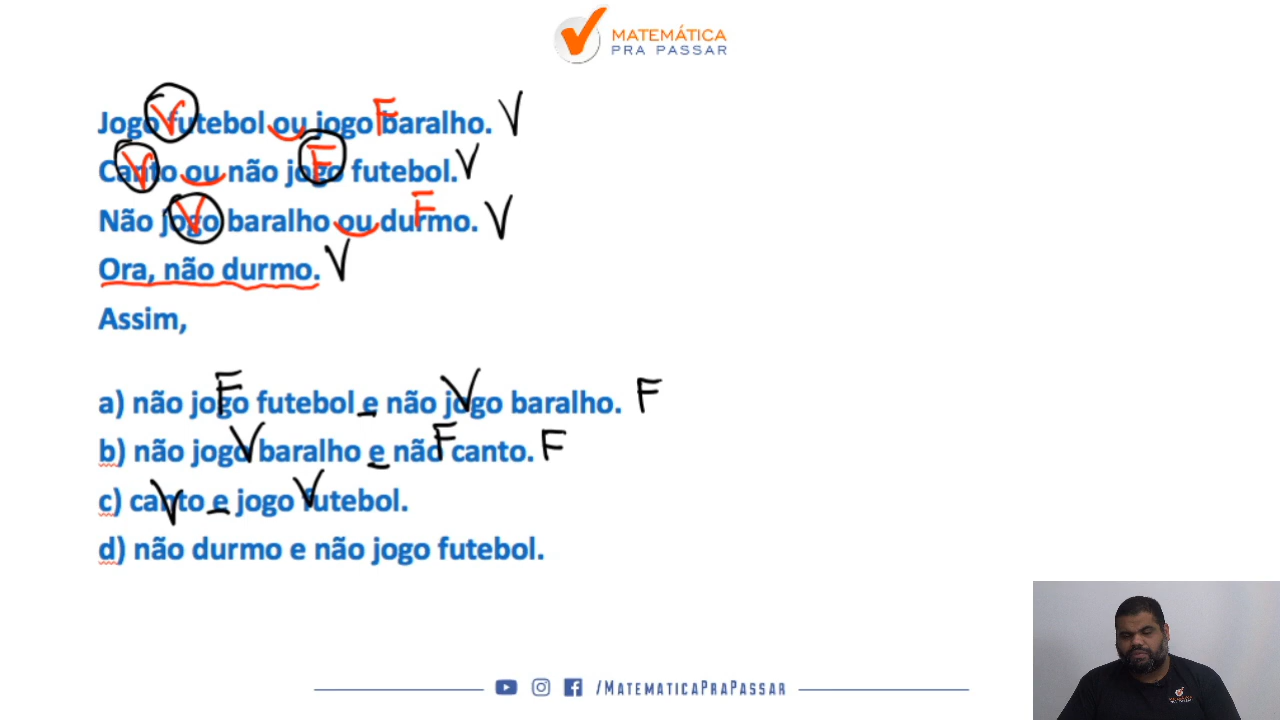 MATEMÁTICA
PRA PASSAR
Jogo V futebol ou jogo F baralho. V
Canto V ou não jogo F futebol. V
Não jogo V baralho ou durmo F. V
Ora, não durmo. V
Assim,
a) não jogo F futebol e não jogo V baralho. F
b) não jogo V baralho e não F canto. F
c) canto V e jogo V futebol.
d) não durmo e não jogo futebol.
/MATEMATICAPRAPASSAR